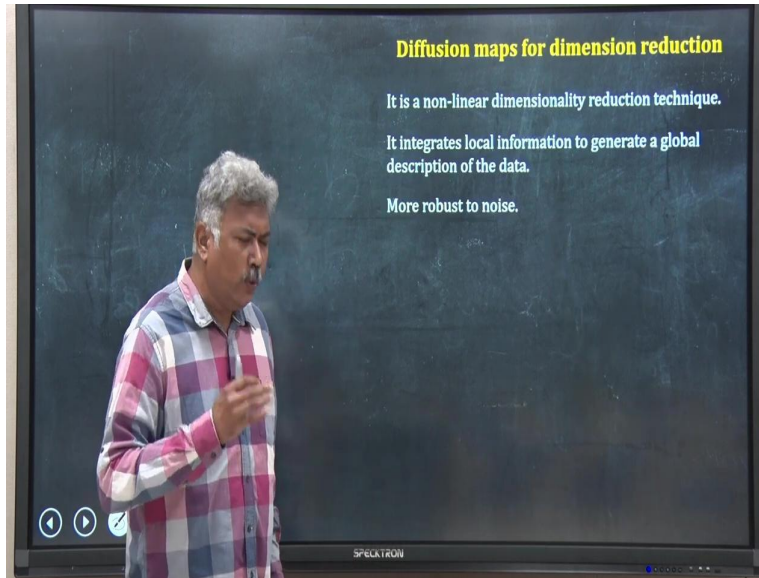 Diffusion maps for dimension reduction
It is a non-linear dimensionality reduction technique.
It integrates local information to generate a global
description of the data.
More robust to noise.
SPECKTRON